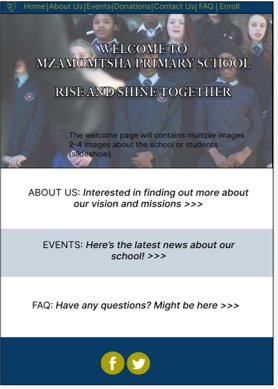 Home|About Us|Events|Donations|Contact Us| FAQ | Enroll
WELCOME TO
MZAMOMTSHA PRIMARY SCHOOL
RISE AND SHINE TOGETHER
The welcome page will contains multiple images
2-4 images about the school or students
(slideshow).
ABOUT US: Interested in finding out more about
our vision and missions >>>
EVENTS: Here's the latest news about our
school! >>>
FAQ: Have any questions? Might be here >>>